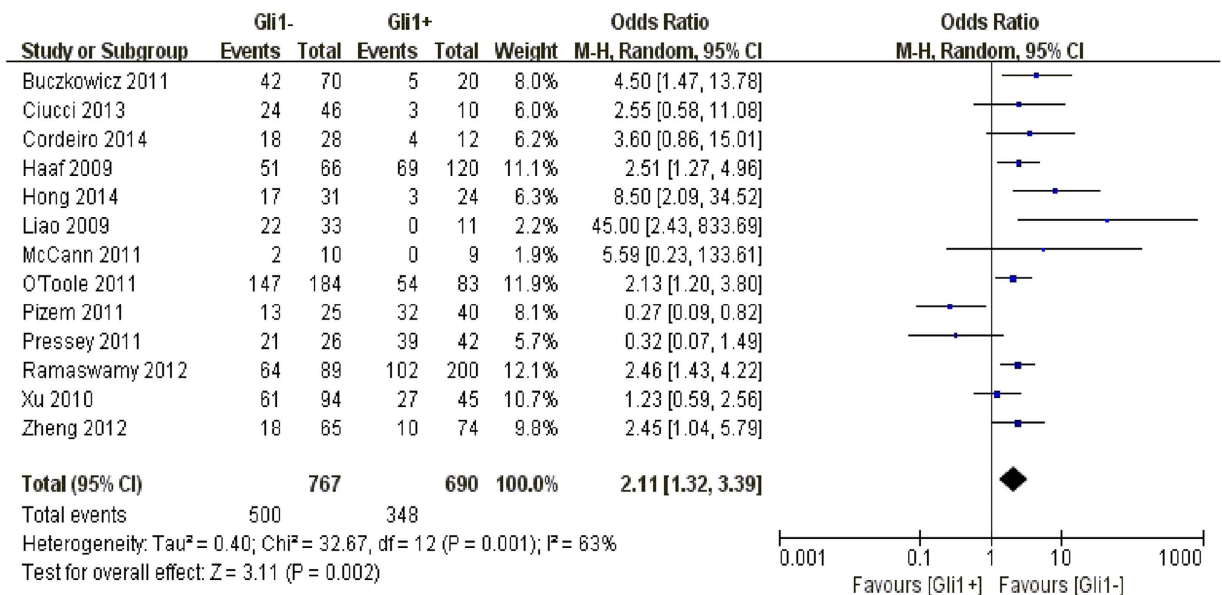 Gli1- Gli1+ Odds Ratio Odds Ratio
Study or Subgroup Events Total Events Total Weight M-H, Random, 95% CI M-H, Random, 95% CI
Buczkowicz 2011 42 70 5 20 8.0% 4.50 [1.47, 13.78]
Ciucci 2013 24 46 3 10 6.0% 2.55 [0.58, 11.08]
Cordeiro 2014 18 28 4 12 6.2% 3.60 [0.86, 15.01]
Haaf 2009 51 66 69 120 11.1% 2.51 [1.27, 4.96]
Hong 2014 17 31 3 24 6.3% 8.50 [2.09, 34.52]
Liao 2009 22 33 0 11 2.2% 45.00 [2.43, 833.69]
McCann 2011 2 10 0 9 1.9% 5.59 [0.23, 133.61]
O'Toole 2011 147 184 54 83 11.9% 2.13 [1.20, 3.80]
Pizem 2011 13 25 32 40 8.1% 0.27 [0.09, 0.82]
Pressey 2011 21 26 39 42 5.7% 0.32 [0.07, 1.49]
Ramaswamy 2012 64 89 102 200 12.1% 2.46 [1.43, 4.22]
Xu 2010 61 94 27 45 10.7% 1.23 [0.59, 2.56]
Zheng 2012 18 65 10 74 9.8% 2.45 [1.04, 5.79]
Total (95% CI) 767 690 100.0% 2.11 [1.32, 3.39]
Total events 500 348
Heterogeneity: Tau² = 0.40; Chi² = 32.67, df = 12 (P = 0.001); I² = 63%
Test for overall effect: Z = 3.11 (P = 0.002)
0.001 0.1 1 10 1000
Favours [Gli1+] Favours [Gli1-]